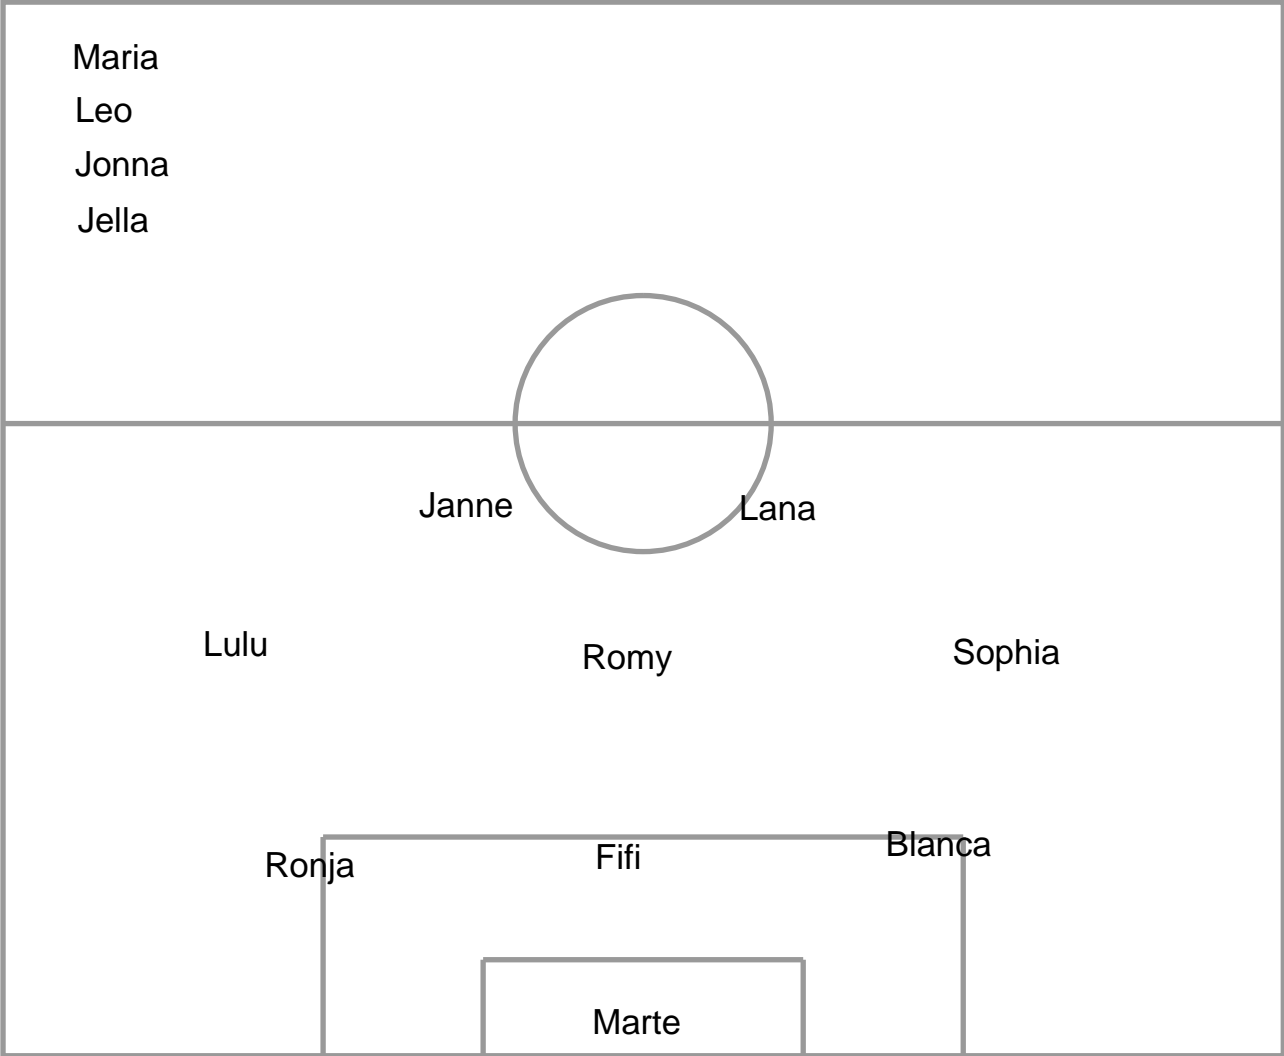 Maria
Leo
Jonna
Jella
Janne
Lana
Lulu
Romy
Sophia
Ronja
Fifi
Blanca
Marte